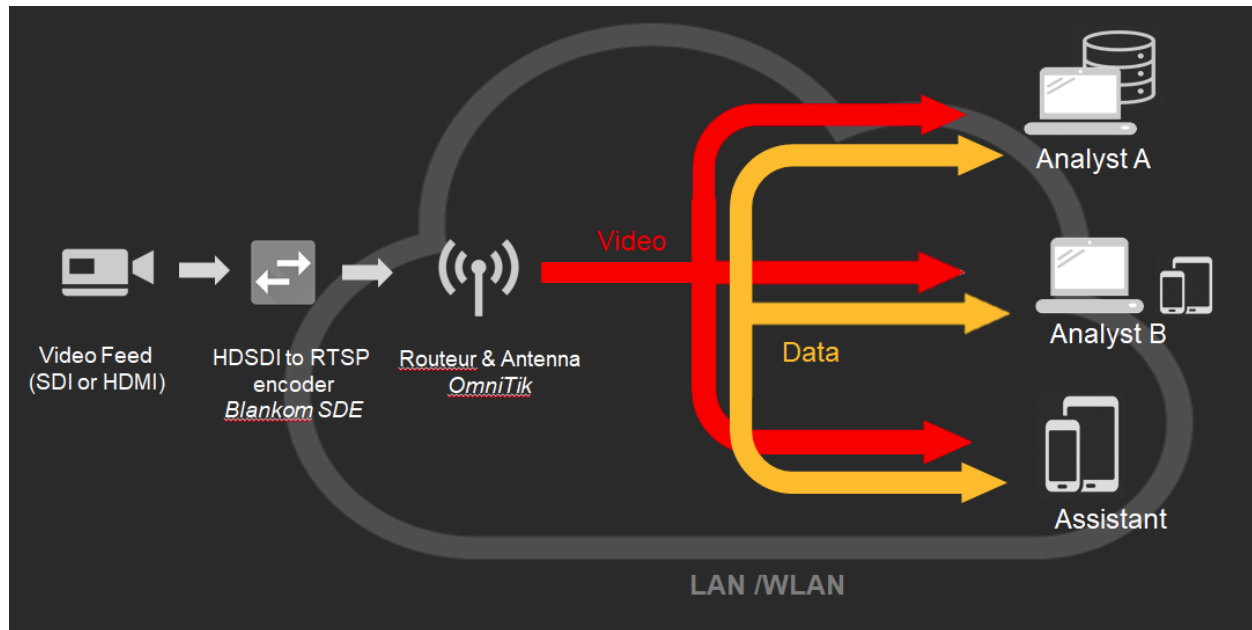 Analyst A
Video
Analyst B
Data
Video Feed
(SDI or HDMI)
HDSDI to RTSP
encoder
Blankom SDE
Routeur & Antenna
OmniTik
Assistant
LAN /WLAN